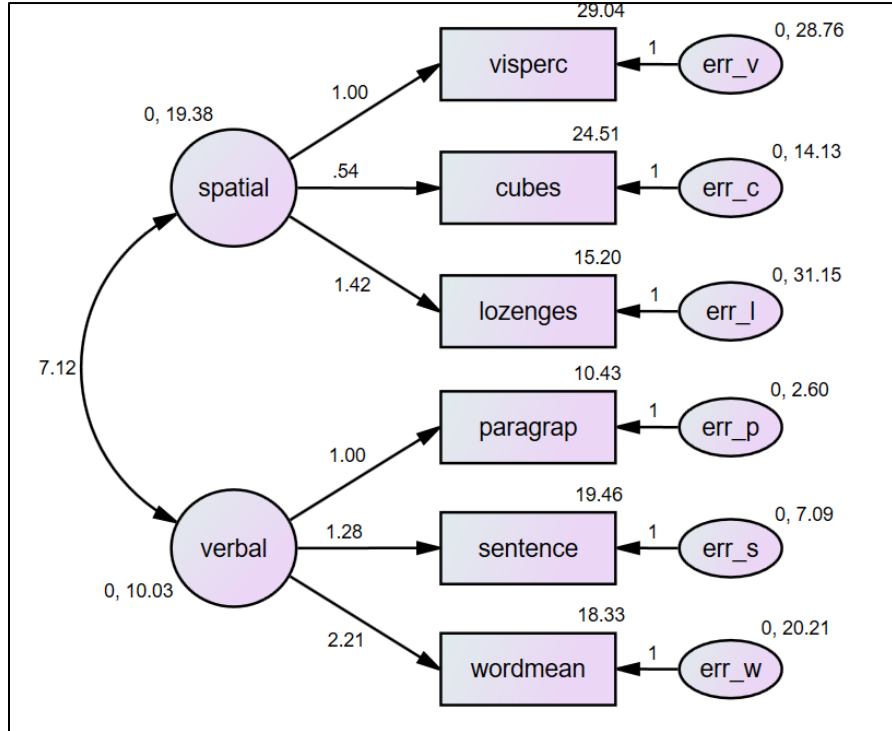 29.04
0, 28.76
visperc
1
err_v
1.00
0, 19.38
24.51
0, 14.13
spatial
.54
cubes
1
err_c
15.20
0, 31.15
1.42
lozenges
1
err_l
7.12
10.43
0, 2.60
paragrap
1
err_p
1.00
19.46
0, 7.09
verbal
1.28
sentence
1
err_s
0, 10.03
18.33
0, 20.21
2.21
wordmean
1
err_w